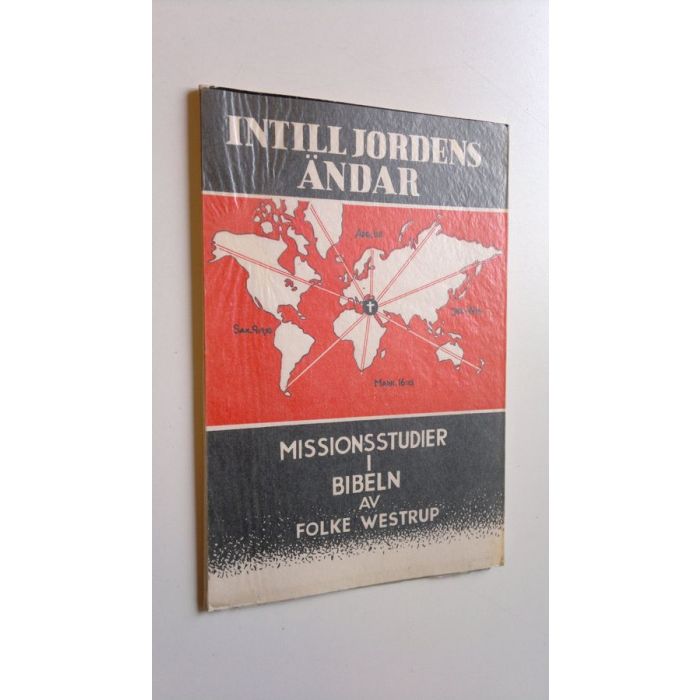 INTILL JORDENS
ÄNDAR
MISSIONSSTUDIER
I
BIBELN
AV
FOLKE WESTRUP